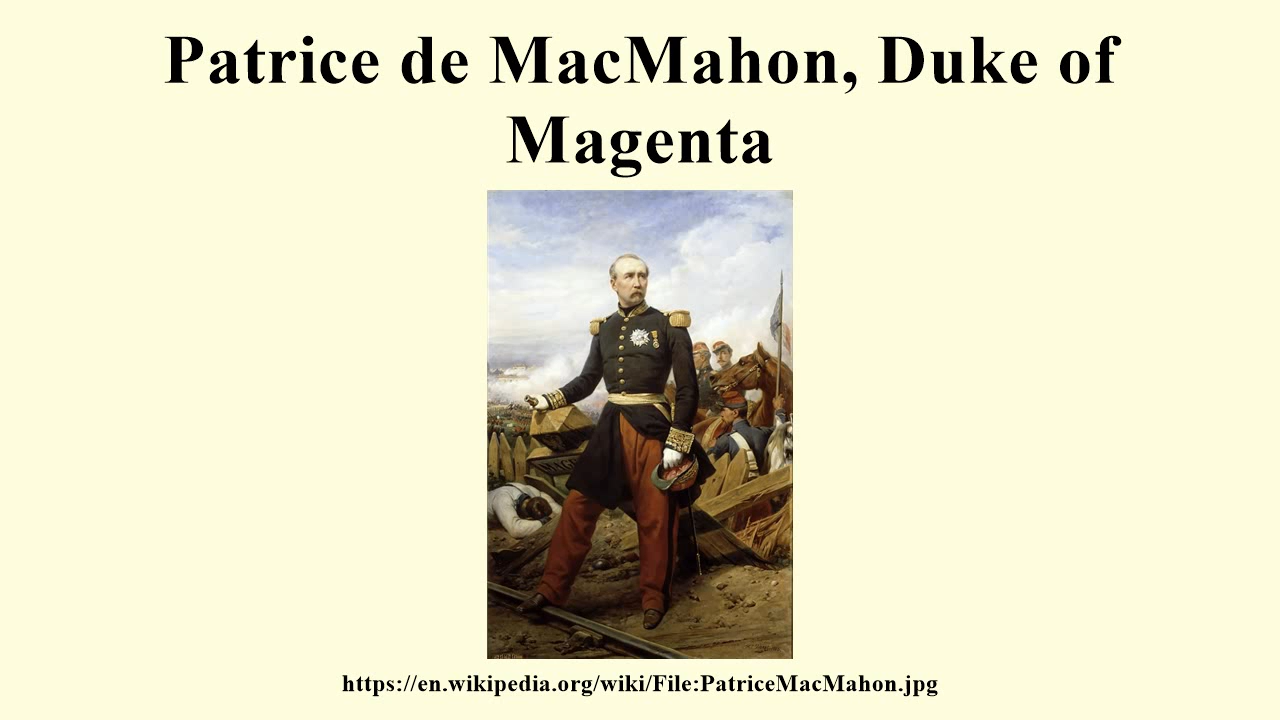 Patrice de MacMahon, Duke of
Magenta
https://en.wikipedia.org/wiki/File:PatriceMacMahon.jpg